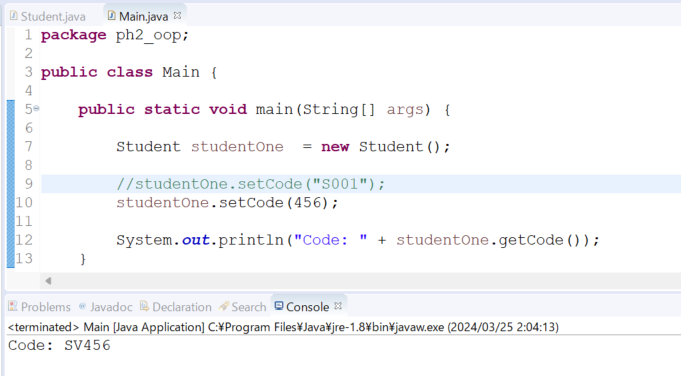 Student.java Main.java
1 package ph2_oop;
2
3 public class Main {
4
5 public static void main(String[] args) {
6
7 Student studentOne  = new Student();
8
9 //studentOne.setCode("S001");
10 studentOne.setCode(456);
11
12 System.out.println("Code: " + studentOne.getCode());
13 }
Problems @ Javadoc Declaration Search Console
<terminated> Main [Java Application] C:¥Program Files¥Java¥jre-1.8¥bin¥javaw.exe (2024/03/25 2:04:13)
Code: SV456